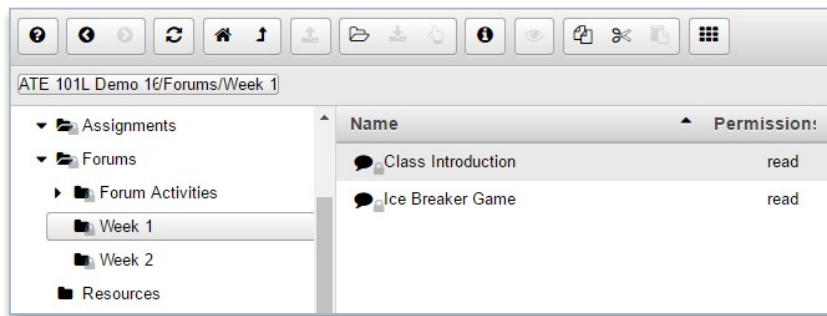 ATE 101L Demo 16/Forums/Week 1
Assignments
Forums
Forum Activities
Week 1
Week 2
Resources
Name Permissions
Class Introduction read
Ice Breaker Game read